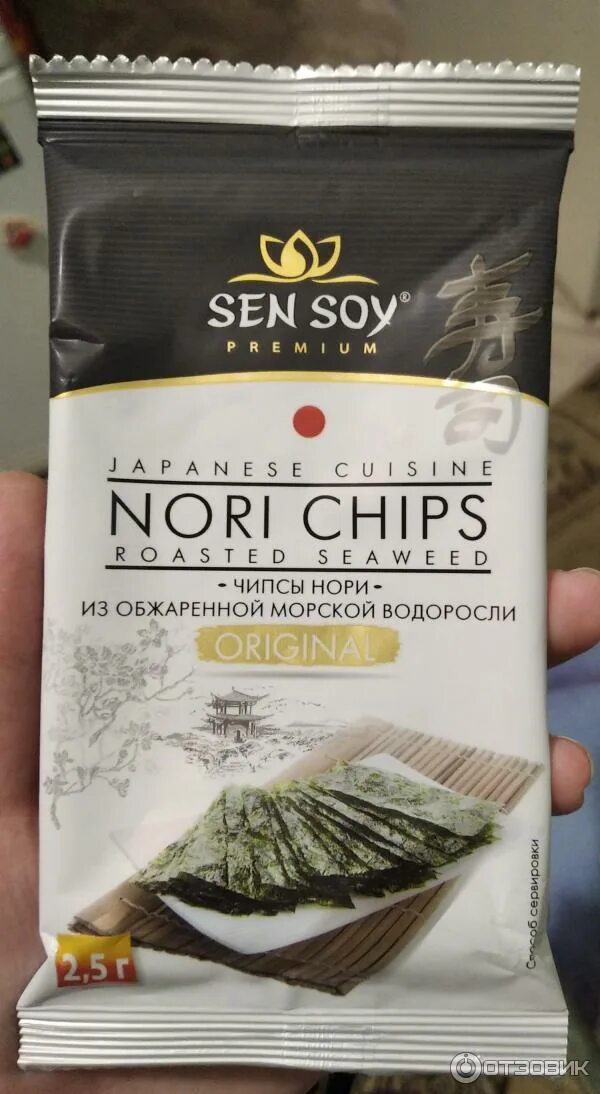 SEN SOY®
PREMIUM
寿
司
JAPANESE CUISINE
NORI CHIPS
ROASTED SEAWEED
- ЧИПСЫ НОРИ -
ИЗ ОБЖАРЕННОЙ МОРСКОЙ ВОДОРОСЛИ
ORIGINAL
Способ сервировки
2,5 г
ОТЗОВИК